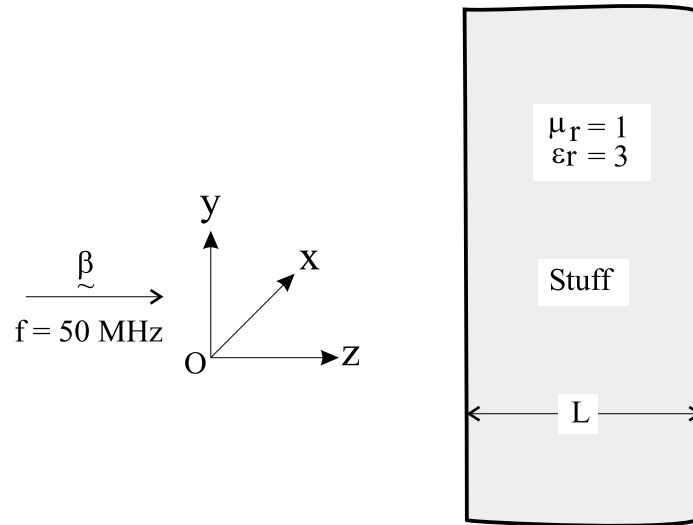 μr = 1
εr = 3
y
x
β
~
Stuff
f = 50 MHz
O
z
L